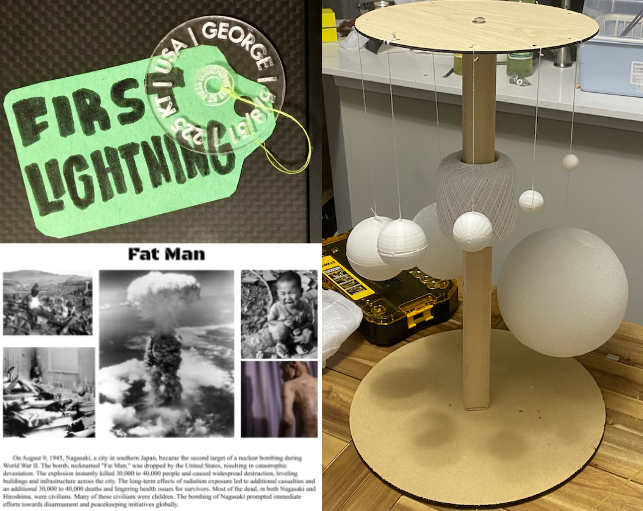 FIRST
LIGHTNING
225 KT | USA | GEORGE | 5/8/51 |
Fat Man
On August 9, 1945, Nagasaki, a city in southern Japan, became the second target of a nuclear bombing during
World War II. The bomb, nicknamed "Fat Man," was dropped by the United States, resulting in catastrophic
devastation. The explosion instantly killed 30,000 to 40,000 people and caused widespread destruction, leveling
buildings and infrastructure across the city. The long-term effects of radiation exposure led to additional casualties and
an additional 30,000 to 40,000 deaths and lingering health issues for survivors. Most of the dead, in both Nagasaki and
Hiroshima, were civilians. Many of these civilians were children. The bombing of Nagasaki prompted immediate
efforts towards disarmament and peacekeeping initiatives globally.